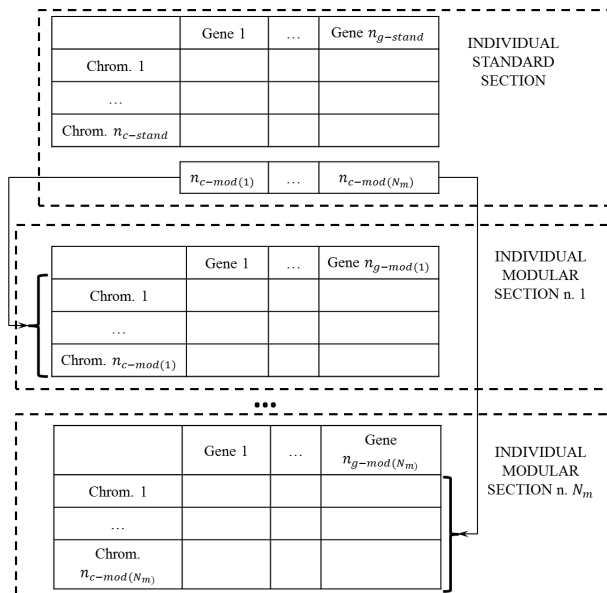 Gene 1 … Gene $n_{g-stand}$
INDIVIDUAL
STANDARD
SECTION
Chrom. 1
…
Chrom. $n_{c-stand}$
$n_{c-mod(1)}$ … $n_{c-mod(N_m)}$
Gene 1 … Gene $n_{g-mod(1)}$
INDIVIDUAL
MODULAR
SECTION n. 1
Chrom. 1
…
Chrom. $n_{c-mod(1)}$
...
Gene 1 … Gene
$n_{g-mod(N_m)}$
INDIVIDUAL
MODULAR
SECTION n. $N_m$
Chrom. 1
…
Chrom.
$n_{c-mod(N_m)}$